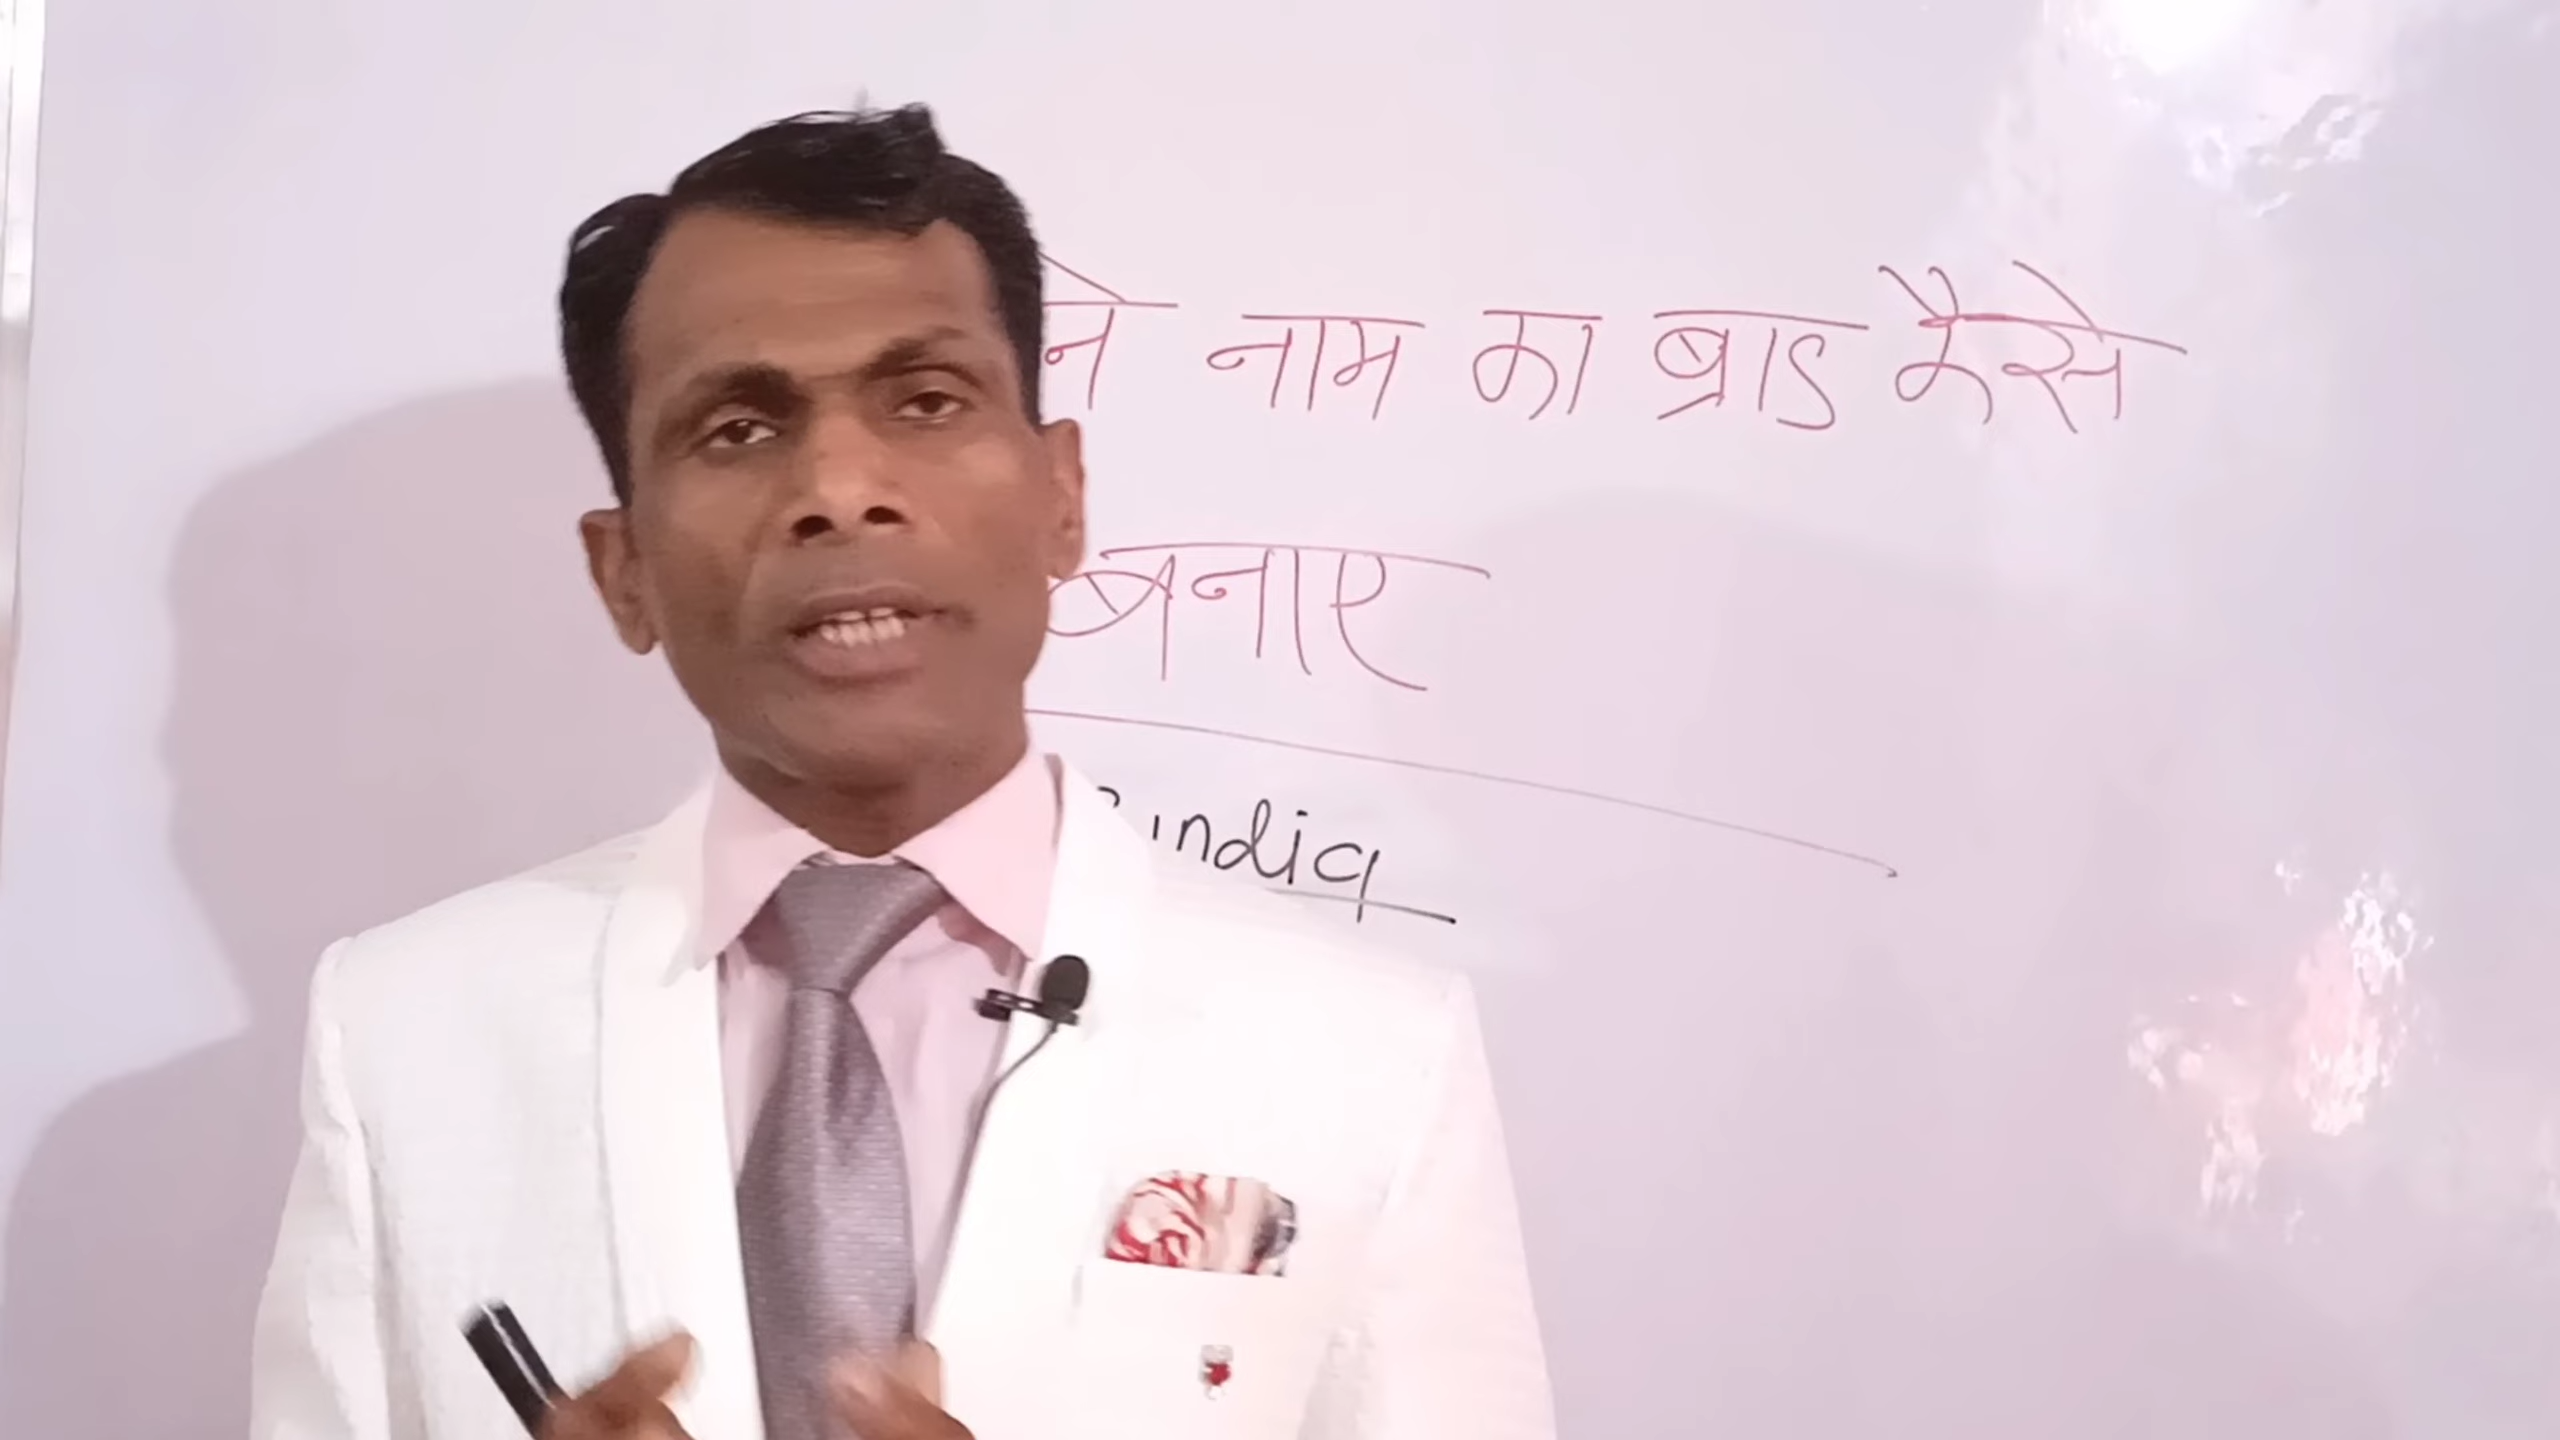 ने नाम का ब्राड कैसे
बनाए
india